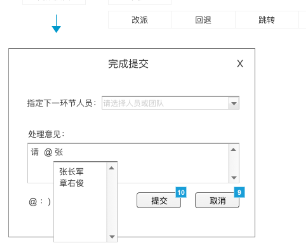 改派 回退 跳转
完成提交 X
指定下一环节人员： 请选择人员或团队
处理意见：
请 @ 张
张长军
章右俊
@ : )
提交 10 取消 9